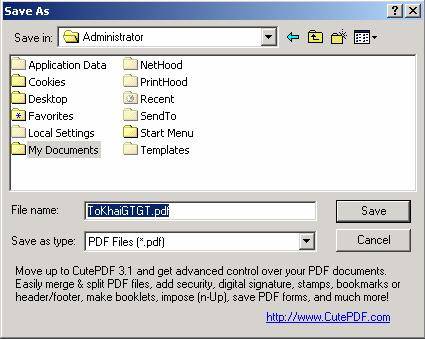 Save As
Save in: Administrator
Application Data
Cookies
Desktop
Favorites
Local Settings
My Documents
NetHood
PrintHood
Recent
SendTo
Start Menu
Templates
File name: ToKhaiGTGT.pdf Save
Save as type: PDF Files (*.pdf) Cancel
Move up to CutePDF 3.1 and get advanced control over your PDF documents.
Easily merge & split PDF files, add security, digital signature, stamps, bookmarks or
header/footer, make booklets, impose (n-Up), save PDF forms, and much more!
http://www.CutePDF.com